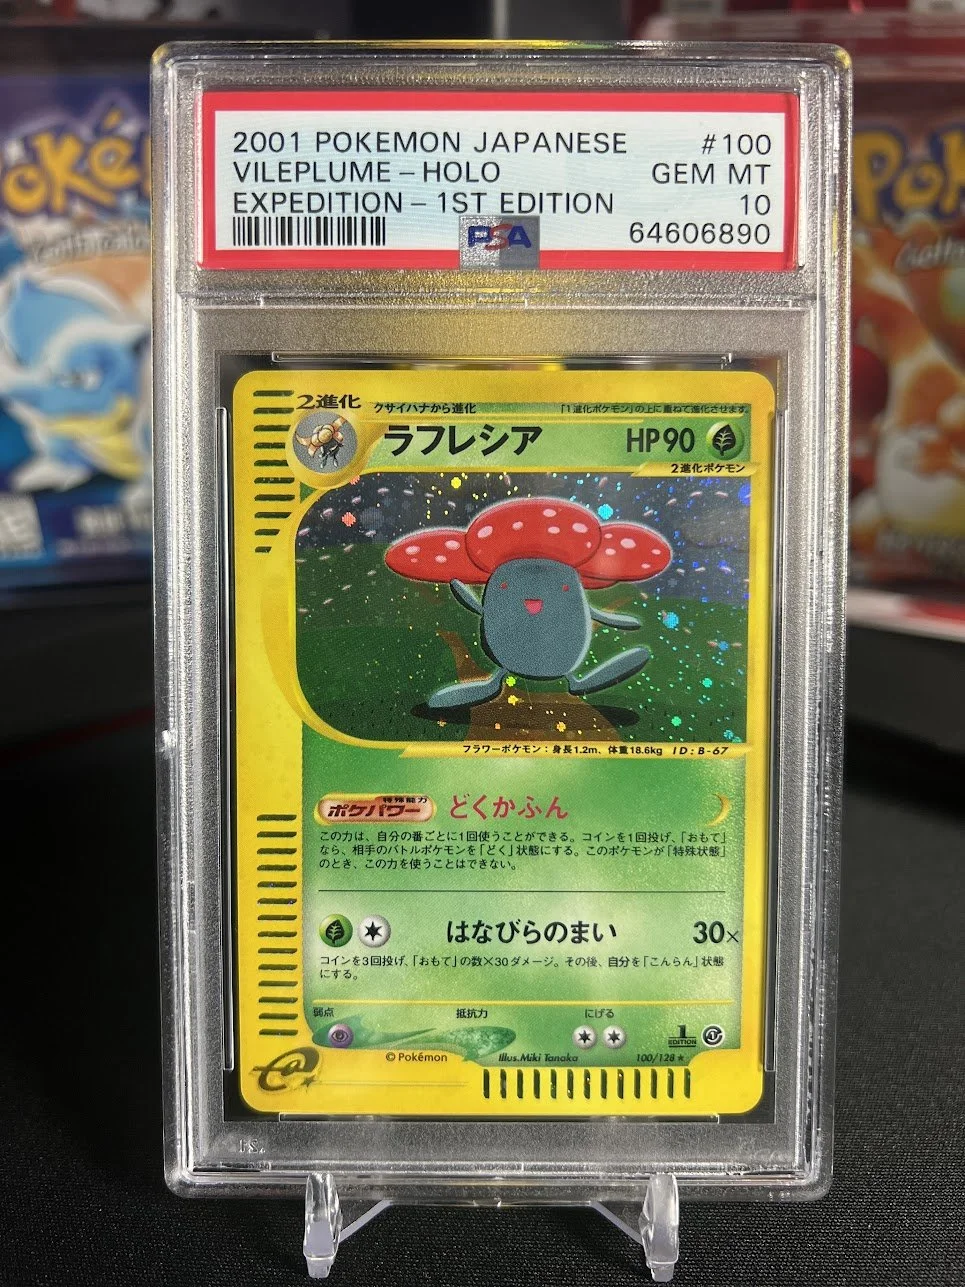 2001 POKEMON JAPANESE #100
VILEPLUME - HOLO GEM MT
EXPEDITION - 1ST EDITION 10
PSA 64606890
2進化
クサイハナから進化
「1進化ポケモン」の上に重ねて進化させます。
ラフレシア HP90
2進化ポケモン
フラワーポケモン：身長1.2m、体重18.6kg ID:B-67
特殊能力
ポケパワー どくかふん
この力は、自分の番ごとに1回使うことができる。コインを1回投げ、「おもて」
なら、相手のバトルポケモンを「どく」状態にする。このポケモンが「特殊状態」
のとき、この力を使うことはできない。
はなびらのまい 30×
コインを3回投げ、「おもて」の数×30ダメージ。その後、自分を「こんらん」状態
にする。
弱点 抵抗力 にげる
1
EDITION
©Pokémon Illus.Miki Tanaka 100/128★
e